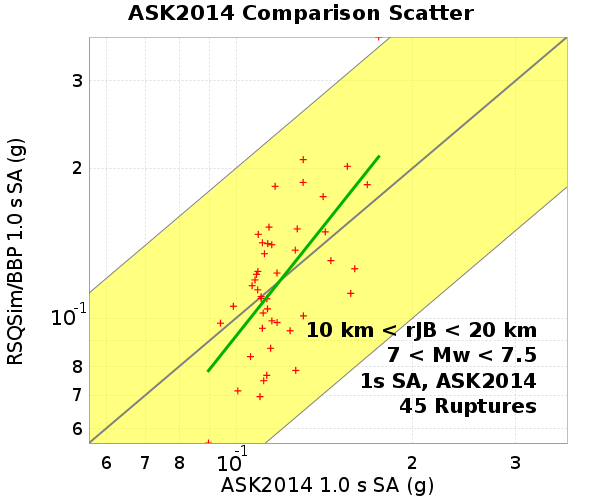 ASK2014 Comparison Scatter
RSQSim/BBP 1.0 s SA (g)
3
2
10-1
8
7
6
10 km < rJB < 20 km
7 < Mw < 7.5
1s SA, ASK2014
45 Ruptures
6 7 8 10-1 2 3
ASK2014 1.0 s SA (g)